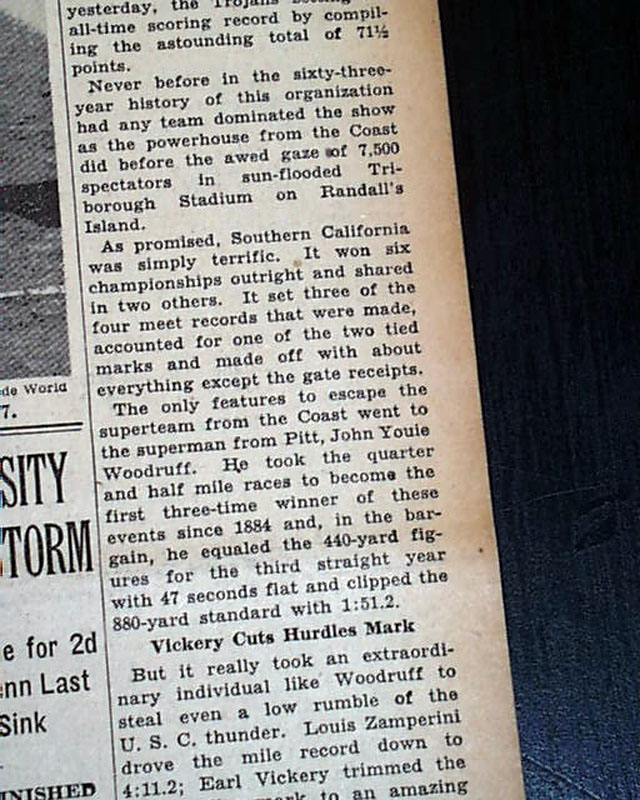 yesterday, the Trojans
all-time scoring record by compil-
ing the astounding total of 71½
points.
Never before in the sixty-three-
year history of this organization
had any team dominated the show
as the powerhouse from the Coast
did before the awed gaze of 7,500
spectators in sun-flooded Tri-
borough Stadium on Randall's
Island.
As promised, Southern California
was simply terrific. It won six
championships outright and shared
in two others. It set three of the
four meet records that were made,
accounted for one of the two tied
marks and made off with about
everything except the gate receipts.
The only features to escape the
superteam from the Coast went to
the superman from Pitt, John Youie
Woodruff. He took the quarter
and half mile races to become the
first three-time winner of these
events since 1884 and, in the bar-
gain, he equaled the 440-yard fig-
ures for the third straight year
with 47 seconds flat and clipped the
880-yard standard with 1:51.2.
Vickery Cuts Hurdles Mark
But it really took an extraordi-
nary individual like Woodruff to
steal even a low rumble of the
U. S. C. thunder. Louis Zamperini
drove the mile record down to
4:11.2; Earl Vickery trimmed the
mark to an amazing
de World
7.
SITY
TORM
e for 2d
nn Last
Sink
NISHED